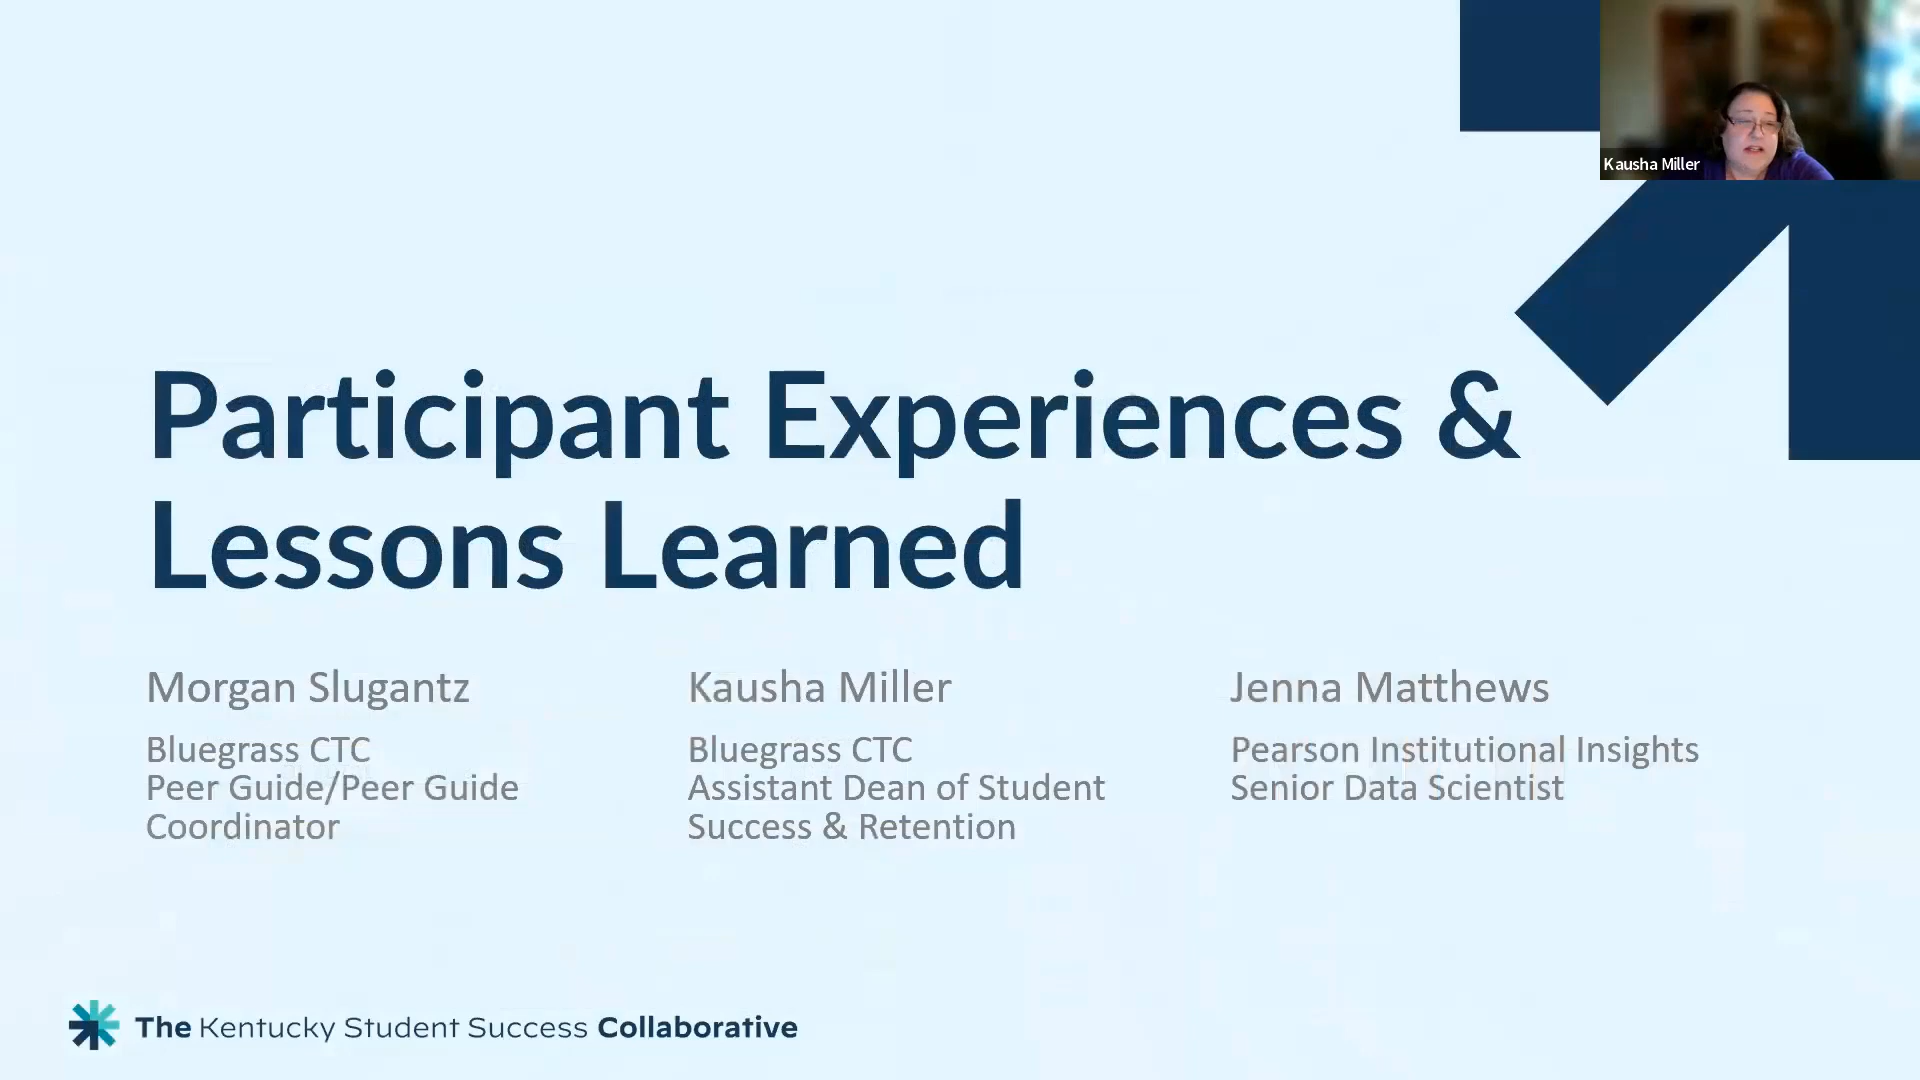 Kausha Miller
Participant Experiences &
Lessons Learned
Morgan Slugantz
Bluegrass CTC
Peer Guide/Peer Guide
Coordinator
Kausha Miller
Bluegrass CTC
Assistant Dean of Student
Success & Retention
Jenna Matthews
Pearson Institutional Insights
Senior Data Scientist
The Kentucky Student Success Collaborative